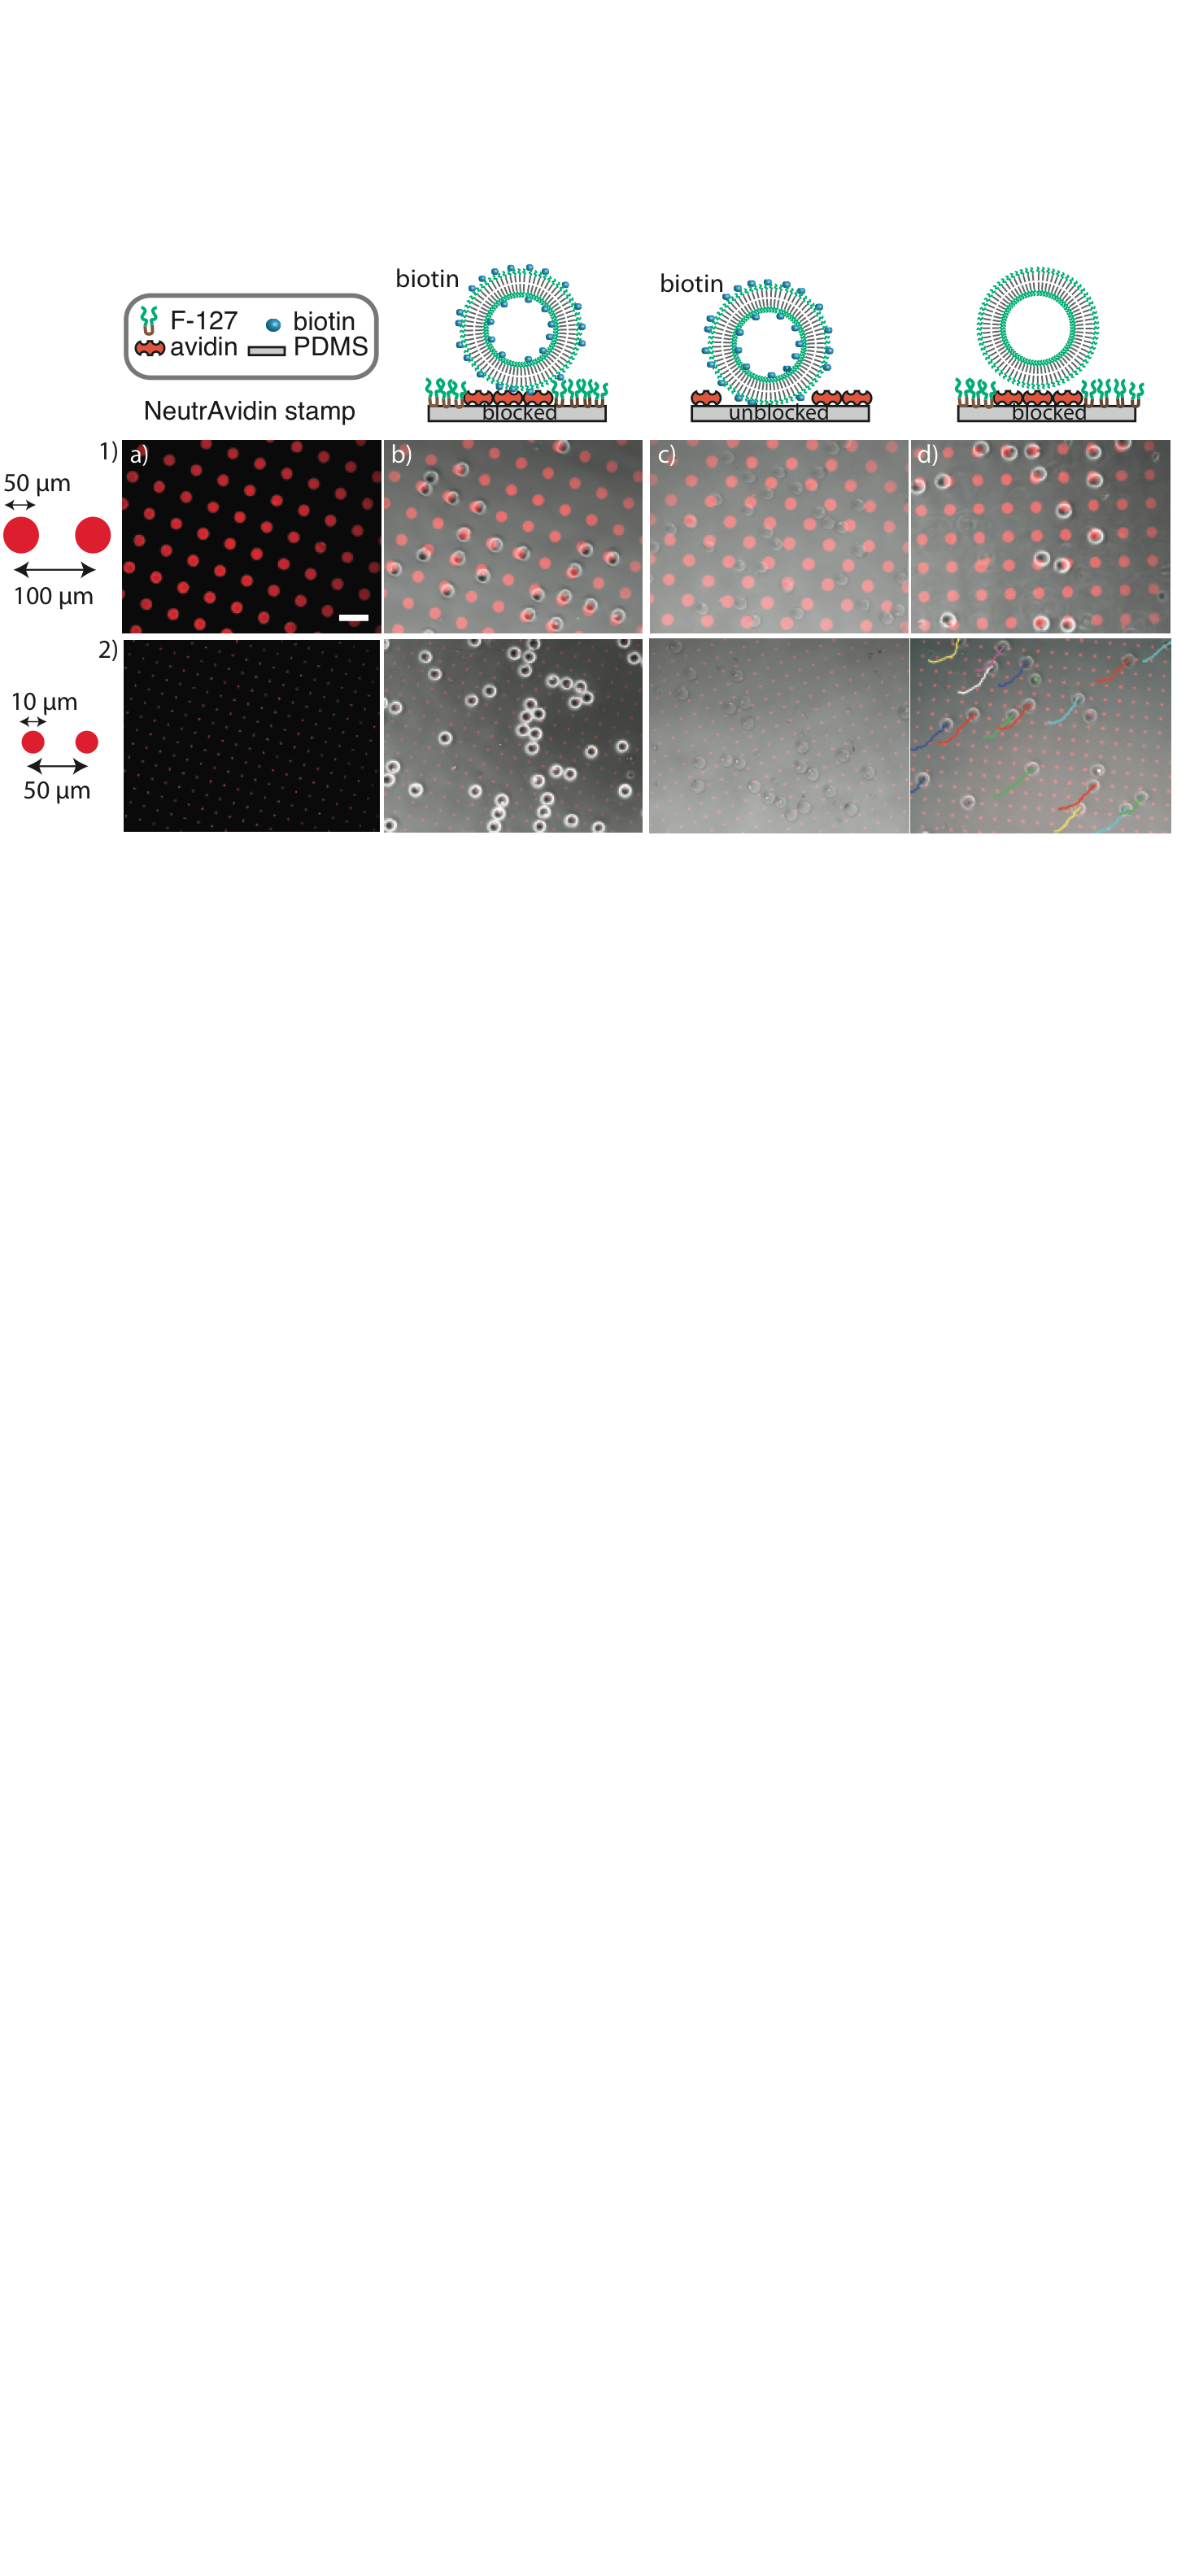 biotin
biotin
F-127
biotin
avidin
PDMS
NeutrAvidin stamp
blocked
unblocked
blocked
1)
a)
b)
c)
d)
50 µm
100 µm
2)
10 µm
50 µm